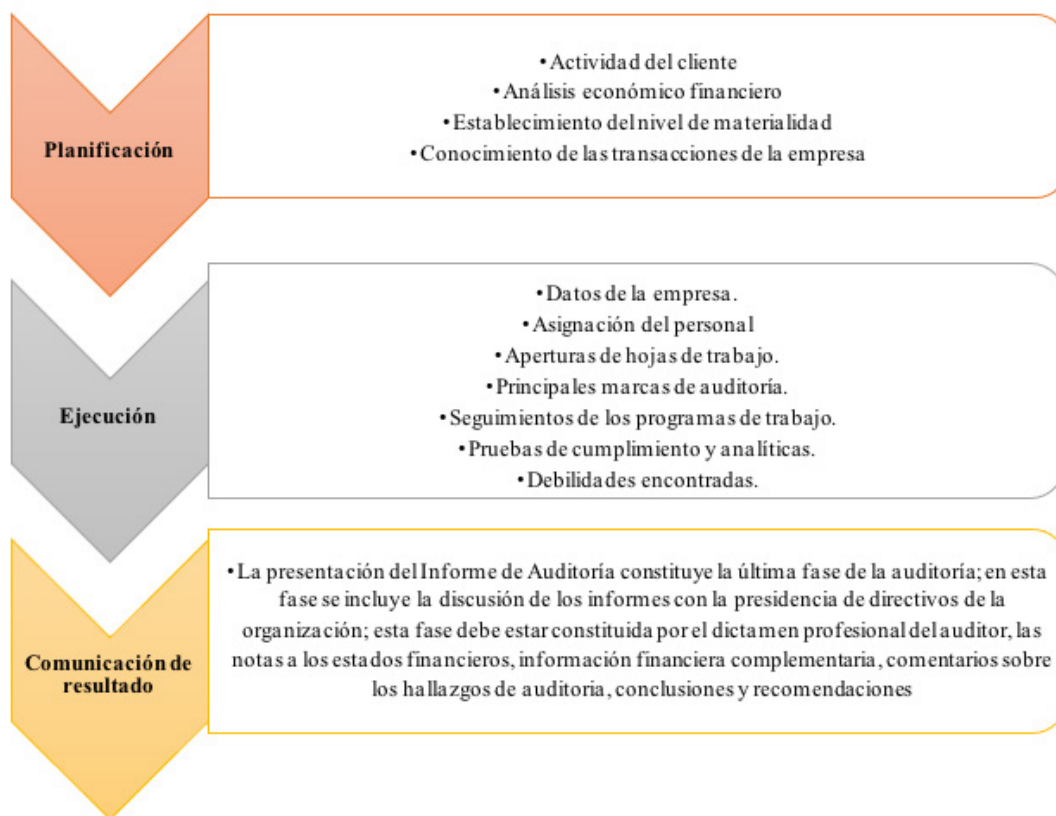 Planificación
• Actividad del cliente
• Análisis económico financiero
• Establecimiento del nivel de materialidad
• Conocimiento de las transacciones de la empresa
Ejecución
• Datos de la empresa.
• Asignación del personal
• Aperturas de hojas de trabajo.
• Principales marcas de auditoría.
• Seguimientos de los programas de trabajo.
• Pruebas de cumplimiento y analíticas.
• Debilidades encontradas.
Comunicación de
resultado
• La presentación del Informe de Auditoría constituye la última fase de la auditoría; en esta
fase se incluye la discusión de los informes con la presidencia de directivos de la
organización; esta fase debe estar constituida por el dictamen profesional del auditor, las
notas a los estados financieros, información financiera complementaria, comentarios sobre
los hallazgos de auditoria, conclusiones y recomendaciones